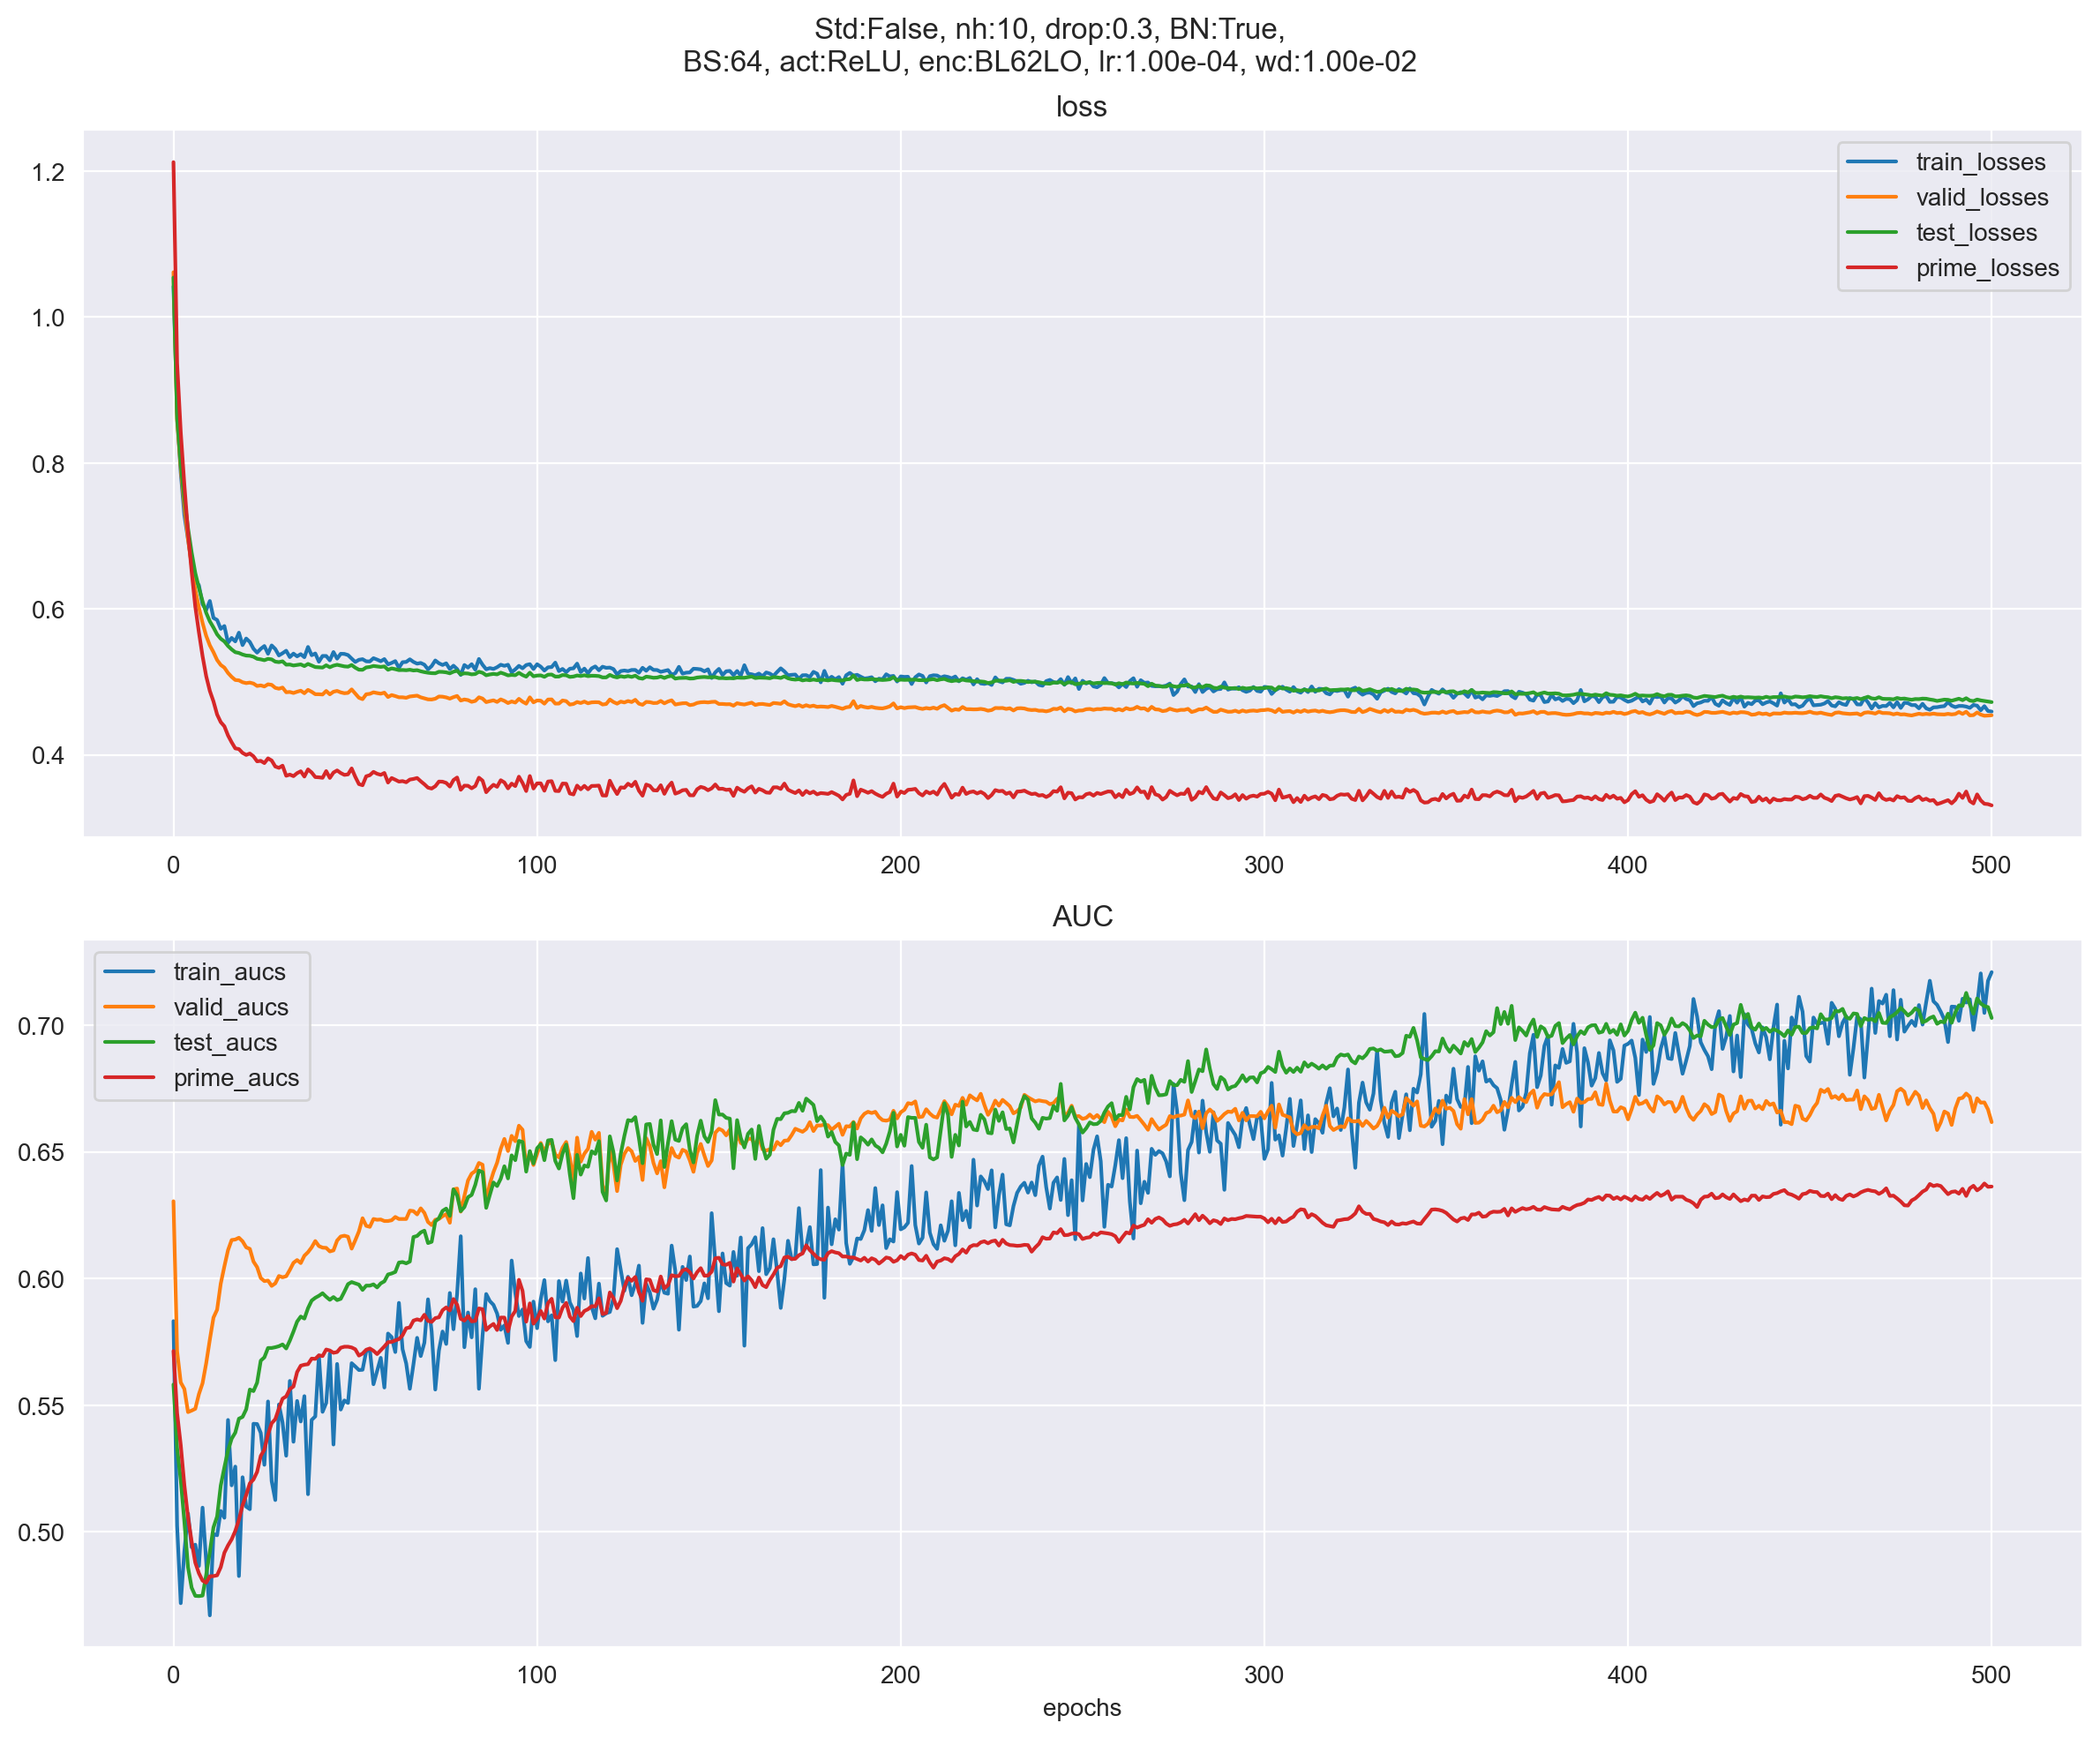 Std:False, nh:10, drop:0.3, BN:True,
BS:64, act:ReLU, enc:BL62LO, lr:1.00e-04, wd:1.00e-02
loss
1.2
1.0
0.8
0.6
0.4
train_losses
valid_losses
test_losses
prime_losses
0 100 200 300 400 500
AUC
0.70
0.65
0.60
0.55
0.50
train_aucs
valid_aucs
test_aucs
prime_aucs
0 100 200 300 400 500
epochs